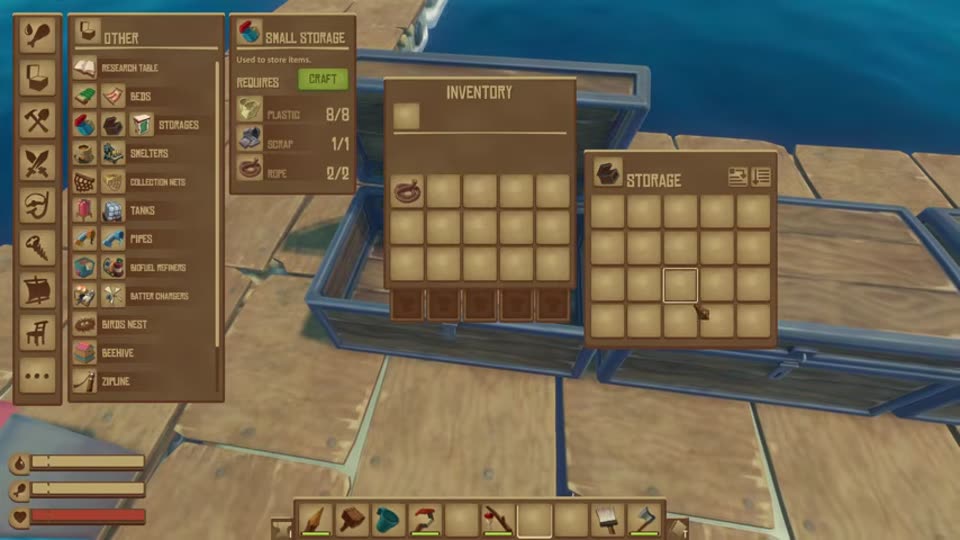 OTHER
RESEARCH TABLE
BEDS
STORAGES
SMELTERS
COLLECTION NETS
TANKS
PIPES
BIOFUEL REFINERS
BATTERY CHARGERS
BIRDS NEST
BEEHIVE
ZIPLINE
SMALL STORAGE
Used to store items.
REQUIRES
CRAFT
PLASTIC 8/8
SCRAP 1/1
ROPE 2/2
INVENTORY
STORAGE